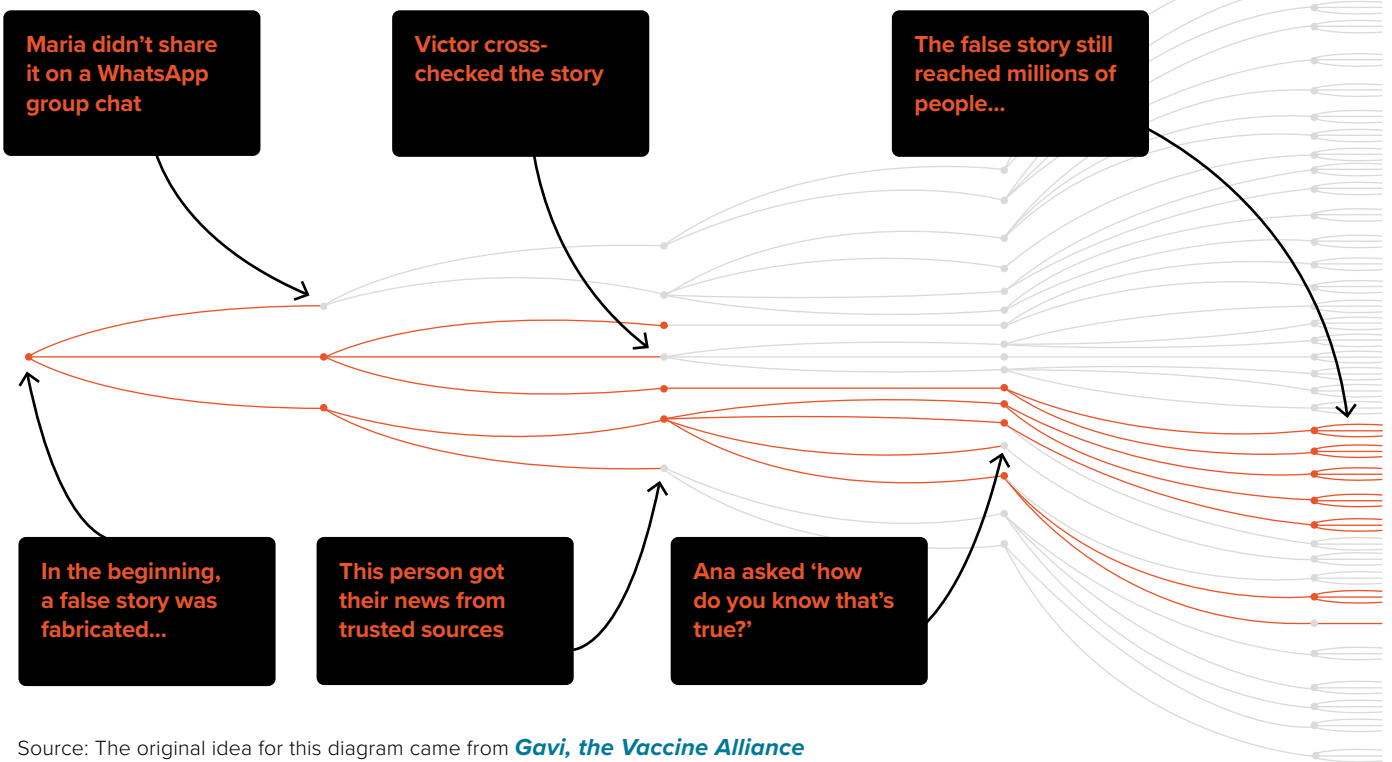 Maria didn’t share
it on a WhatsApp
group chat
Victor cross-
checked the story
The false story still
reached millions of
people...
In the beginning,
a false story was
fabricated...
This person got
their news from
trusted sources
Ana asked ‘how
do you know that’s
true?’
Source: The original idea for this diagram came from Gavi, the Vaccine Alliance